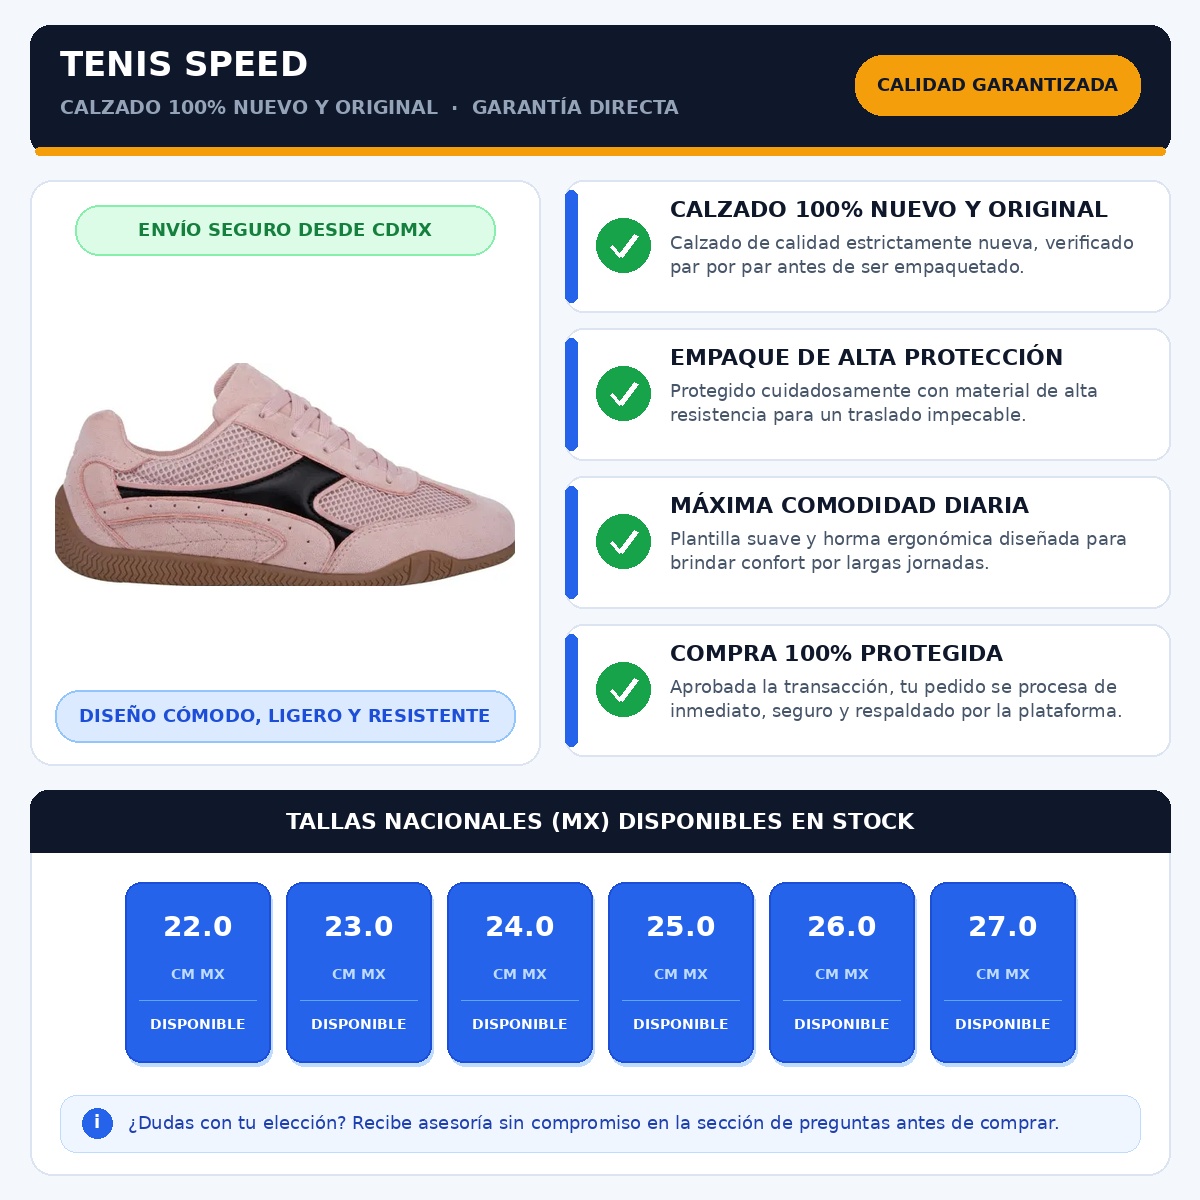 TENIS SPEED
CALZADO 100% NUEVO Y ORIGINAL · GARANTÍA DIRECTA
CALIDAD GARANTIZADA
ENVÍO SEGURO DESDE CDMX
DISEÑO CÓMODO, LIGERO Y RESISTENTE
CALZADO 100% NUEVO Y ORIGINAL
Calzado de calidad estrictamente nueva, verificado
par por par antes de ser empaquetado.
EMPAQUE DE ALTA PROTECCIÓN
Protegido cuidadosamente con material de alta
resistencia para un traslado impecable.
MÁXIMA COMODIDAD DIARIA
Plantilla suave y horma ergonómica diseñada para
brindar confort por largas jornadas.
COMPRA 100% PROTEGIDA
Aprobada la transacción, tu pedido se procesa de
inmediato, seguro y respaldado por la plataforma.
TALLAS NACIONALES (MX) DISPONIBLES EN STOCK
22.0
CM MX
DISPONIBLE
23.0
CM MX
DISPONIBLE
24.0
CM MX
DISPONIBLE
25.0
CM MX
DISPONIBLE
26.0
CM MX
DISPONIBLE
27.0
CM MX
DISPONIBLE
i ¿Dudas con tu elección? Recibe asesoría sin compromiso en la sección de preguntas antes de comprar.